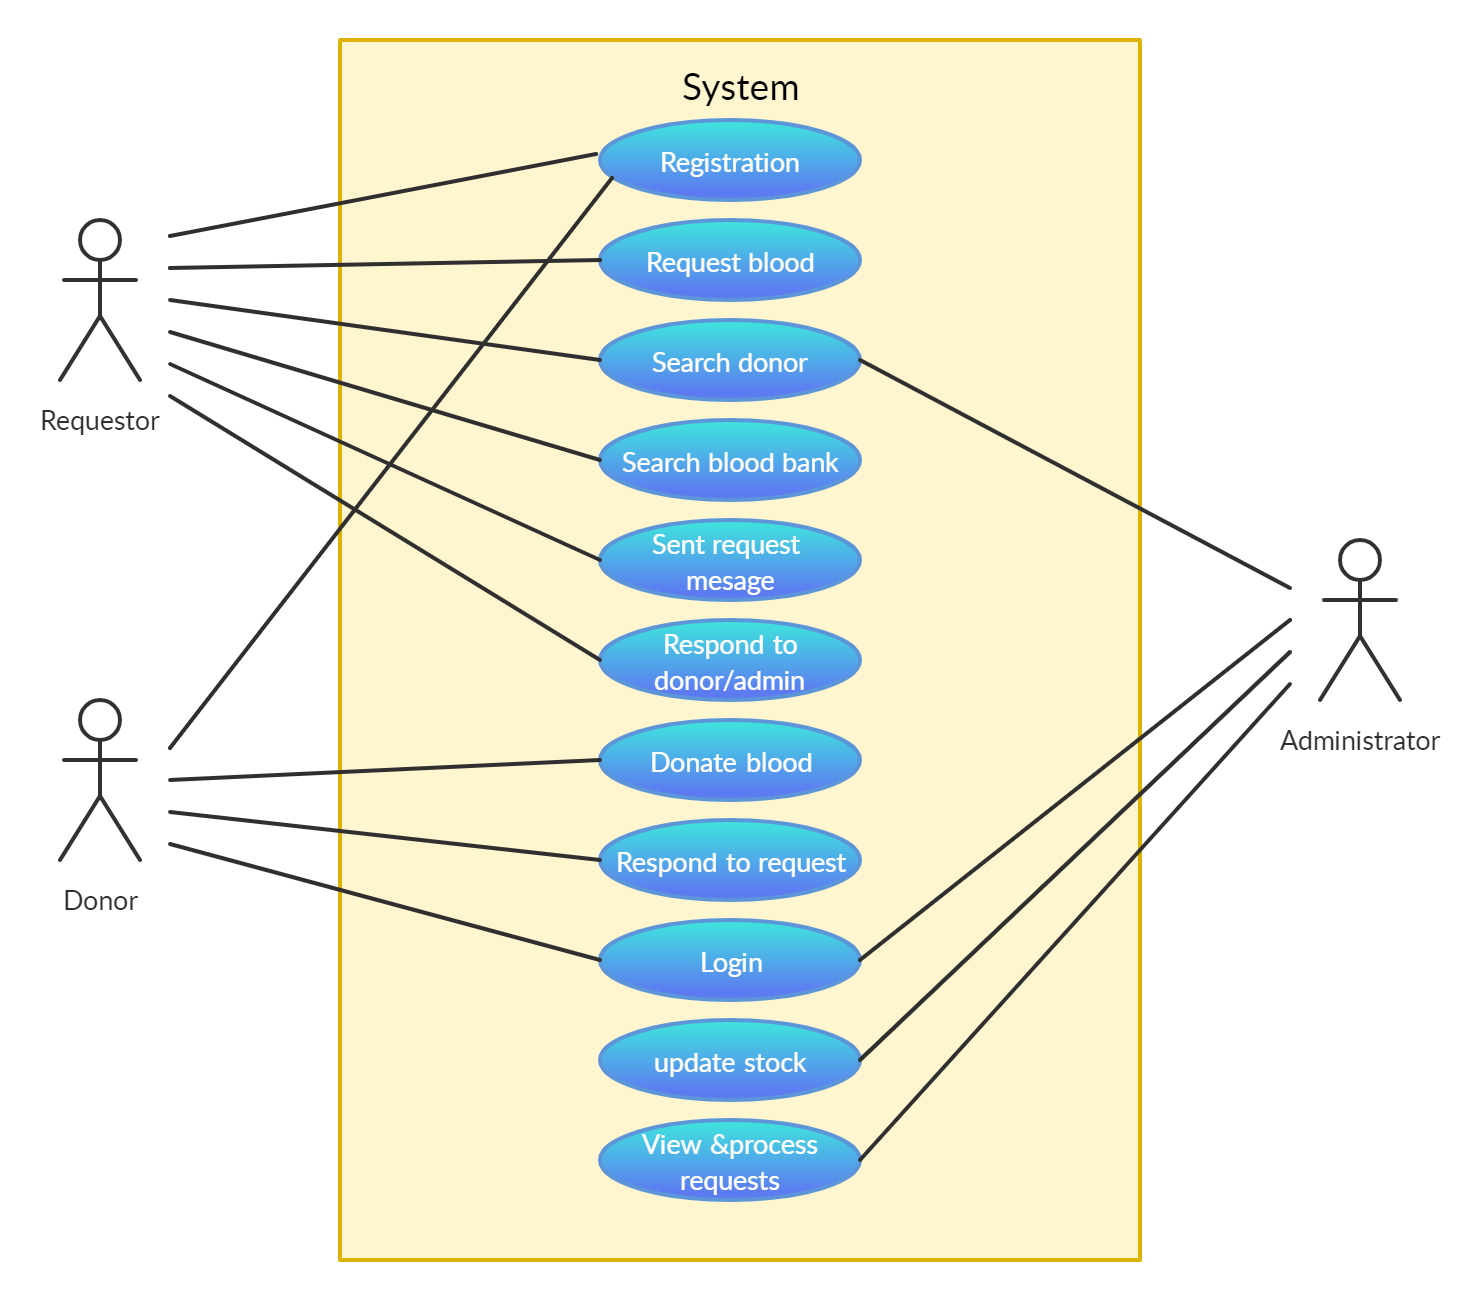 System
Registration
Request blood
Search donor
Search blood bank
Sent request
mesage
Respond to
donor/admin
Donate blood
Respond to request
Login
update stock
View &process
requests
Requestor
Donor
Administrator